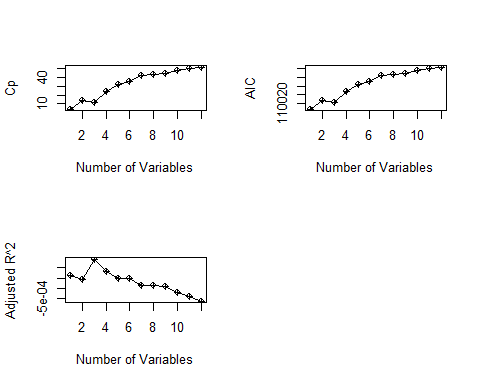 Cp
10 40
2 4 6 8 10
Number of Variables
AIC
110020
2 4 6 8 10
Number of Variables
Adjusted R^2
-5e-04
2 4 6 8 10
Number of Variables